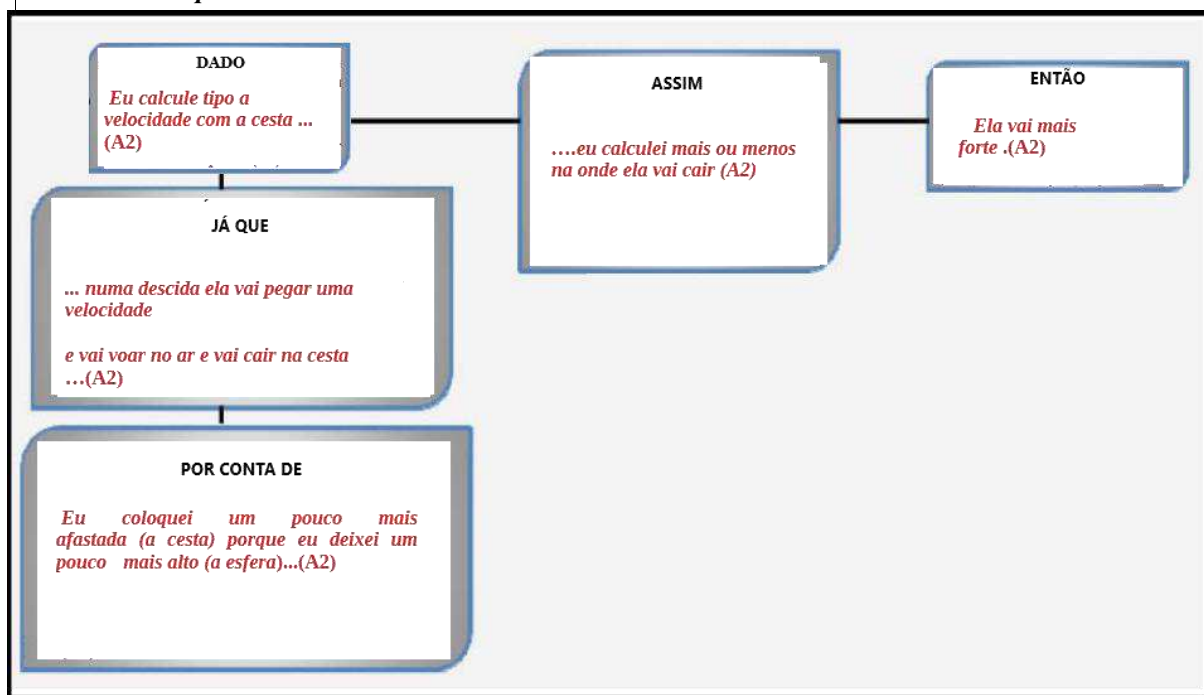 DADO
Eu calcule tipo a
velocidade com a cesta ...
(A2)
JÁ QUE
... numa descida ela vai pegar uma
velocidade
e vai voar no ar e vai cair na cesta
...(A2)
POR CONTA DE
Eu coloquei um pouco mais
afastada (a cesta) porque eu deixei um
pouco mais alto (a esfera)...(A2)
ASSIM
....eu calculei mais ou menos
na onde ela vai cair (A2)
ENTÃO
Ela vai mais
forte .(A2)